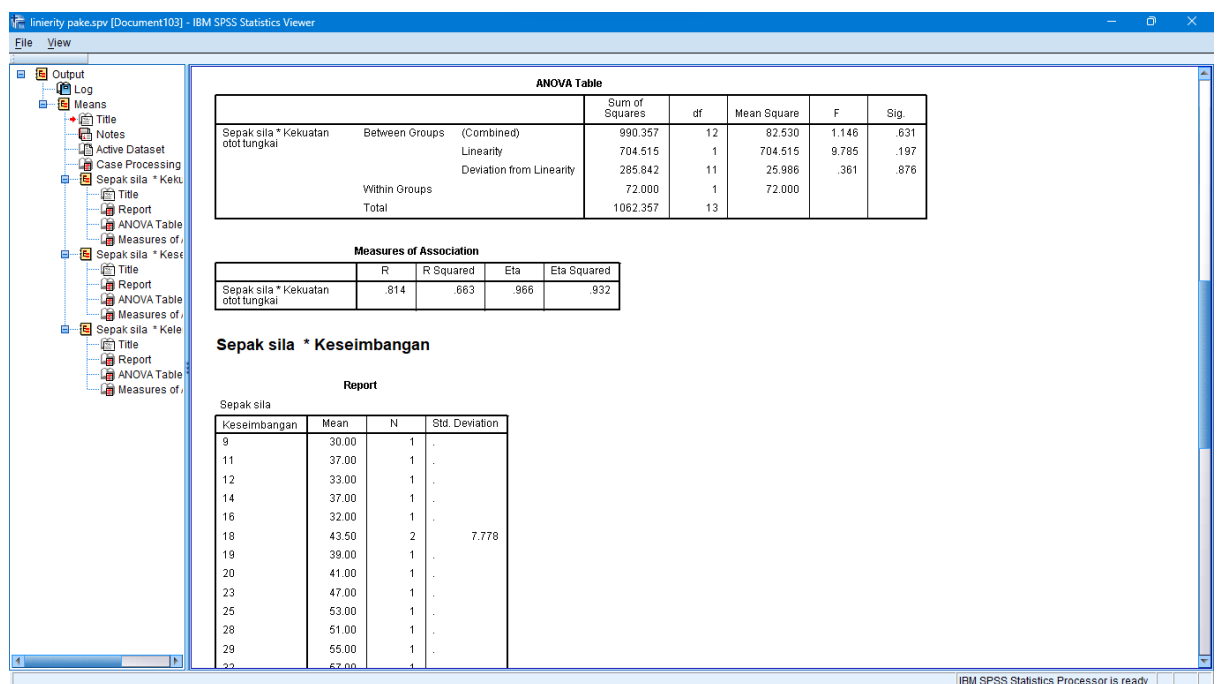 linierity pake.spv [Document103] - IBM SPSS Statistics Viewer
File View
Output
Log
Means
Title
Notes
Active Dataset
Case Processing
Sepak sila * Keku
Title
Report
ANOVA Table
Measures of
Sepak sila * Kese
Title
Report
ANOVA Table
Measures of
Sepak sila * Kele
Title
Report
ANOVA Table
Measures of
ANOVA Table
Sum of Squares df Mean Square F Sig.
Sepak sila * Kekuatan otot tungkai Between Groups (Combined) 990.357 12 82.530 1.146 .631
Linearity 704.515 1 704.515 9.785 .197
Deviation from Linearity 285.842 11 25.986 .361 .876
Within Groups 72.000 1 72.000
Total 1062.357 13
Measures of Association
R R Squared Eta Eta Squared
Sepak sila * Kekuatan otot tungkai .814 .663 .966 .932
Sepak sila * Keseimbangan
Report
Sepak sila
Keseimbangan Mean N Std. Deviation
9 30.00 1 .
11 37.00 1 .
12 33.00 1 .
14 37.00 1 .
16 32.00 1 .
18 43.50 2 7.778
19 39.00 1 .
20 41.00 1 .
23 47.00 1 .
25 53.00 1 .
28 51.00 1 .
29 55.00 1 .
32 67.00 1
IBM SPSS Statistics Processor is ready